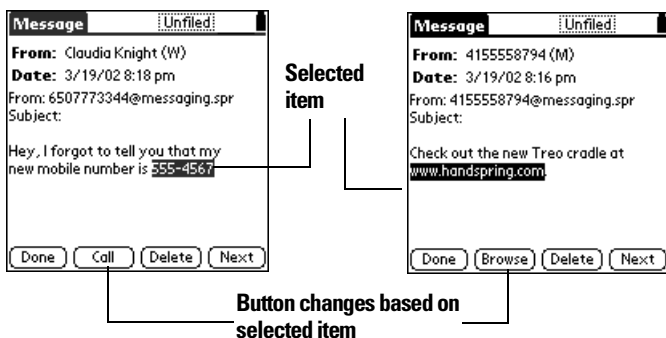 Message Unfiled
From: Claudia Knight (W)
Date: 3/19/02 8:18 pm
From: 6507773344@messaging.spr
Subject:
Hey, I forgot to tell you that my
new mobile number is 555-4567
Done Call Delete Next
Selected
item
Message Unfiled
From: 4155558794 (M)
Date: 3/19/02 8:16 pm
From: 4155558794@messaging.spr
Subject:
Check out the new Treo cradle at
www.handspring.com.
Done Browse Delete Next
Button changes based on
selected item